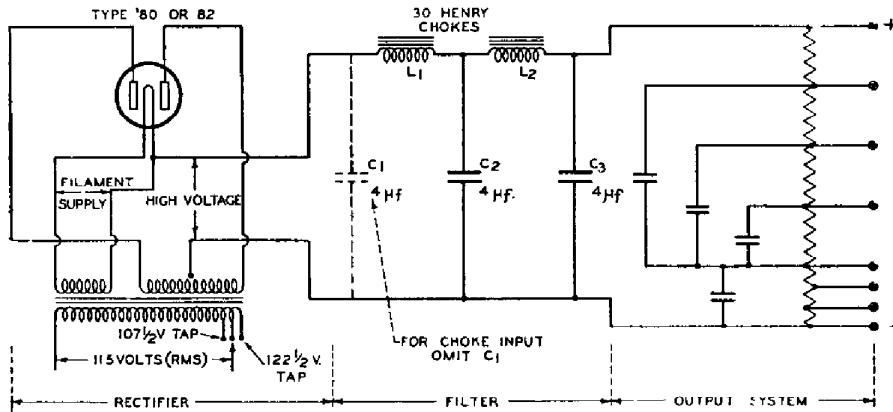 TYPE '80 OR 82
30 HENRY
CHOKES
L1
L2
C1
4 µf
C2
4 µf.
C3
4 µf
FILAMENT
SUPPLY
HIGH VOLTAGE
107½V TAP
115 VOLTS (RMS)
122½V.
TAP
FOR CHOKE INPUT
OMIT C1
RECTIFIER
FILTER
OUTPUT SYSTEM
+
-